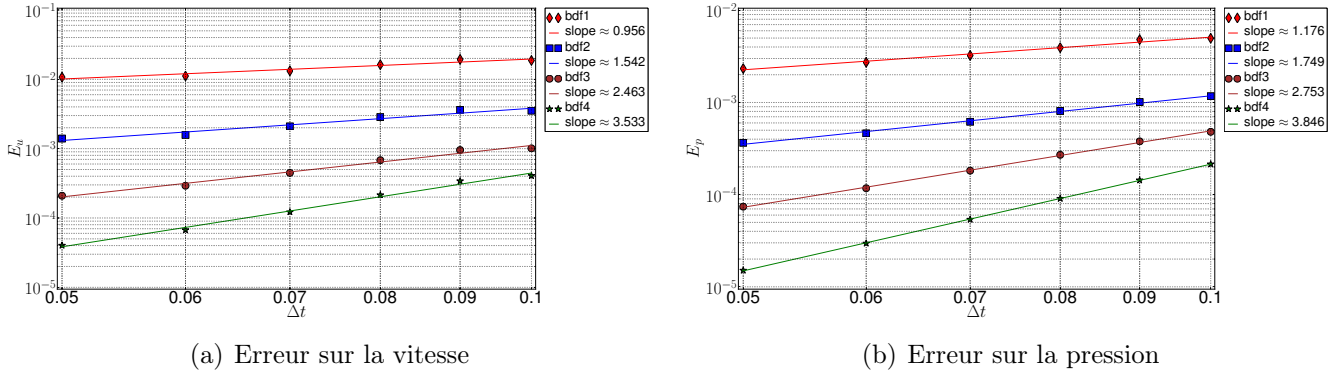 10^{-1}
10^{-2}
10^{-3}
10^{-4}
10^{-5}
E_u
0.05 0.06 0.07 0.08 0.09 0.1
Δt
bdf1
slope ≈ 0.956
bdf2
slope ≈ 1.542
bdf3
slope ≈ 2.463
bdf4
slope ≈ 3.533
(a) Erreur sur la vitesse
10^{-2}
10^{-3}
10^{-4}
10^{-5}
E_p
0.05 0.06 0.07 0.08 0.09 0.1
Δt
bdf1
slope ≈ 1.176
bdf2
slope ≈ 1.749
bdf3
slope ≈ 2.753
bdf4
slope ≈ 3.846
(b) Erreur sur la pression